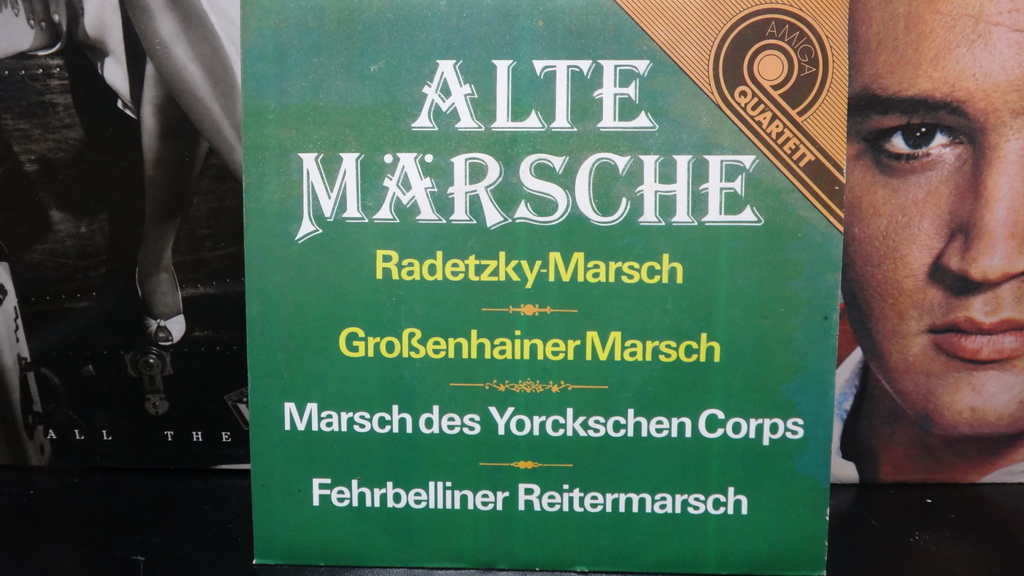 AMIGA
QUARTETT
ALTE
MÄRSCHE
Radetzky-Marsch
Großenhainer Marsch
Marsch des Yorckschen Corps
Fehrbelliner Reitermarsch
ALL THE